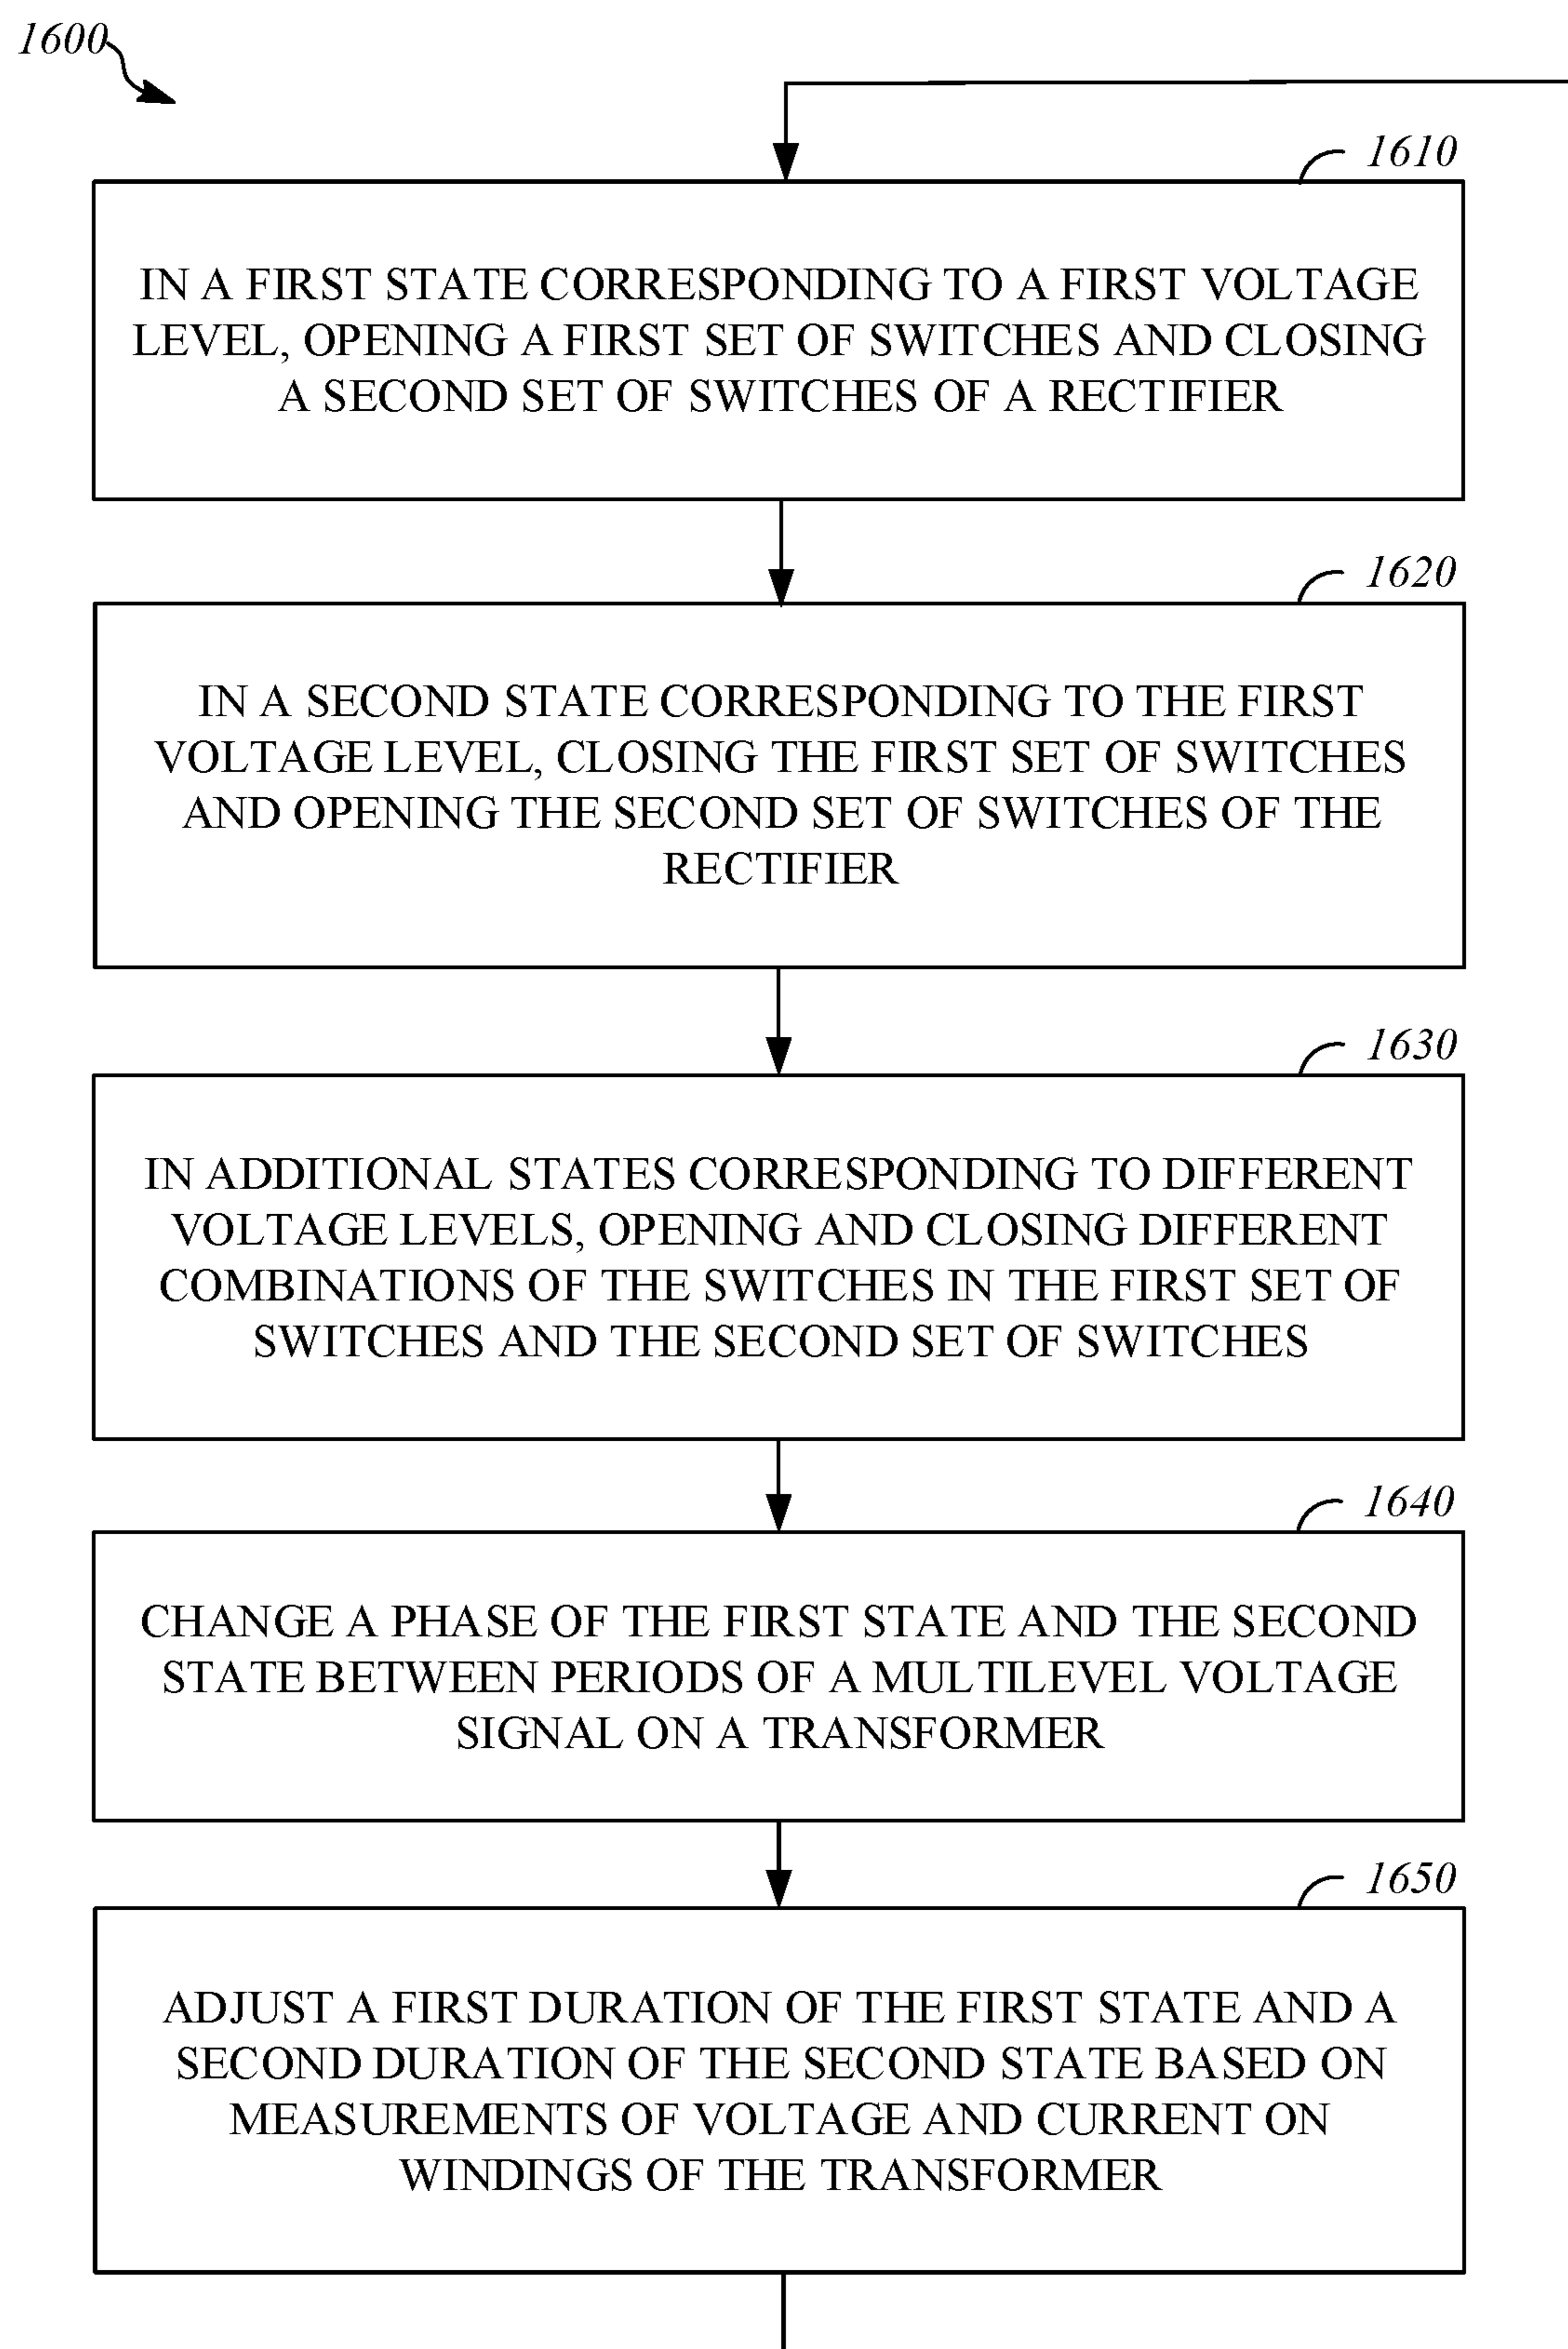 1600
1610
IN A FIRST STATE CORRESPONDING TO A FIRST VOLTAGE
LEVEL, OPENING A FIRST SET OF SWITCHES AND CLOSING
A SECOND SET OF SWITCHES OF A RECTIFIER
1620
IN A SECOND STATE CORRESPONDING TO THE FIRST
VOLTAGE LEVEL, CLOSING THE FIRST SET OF SWITCHES
AND OPENING THE SECOND SET OF SWITCHES OF THE
RECTIFIER
1630
IN ADDITIONAL STATES CORRESPONDING TO DIFFERENT
VOLTAGE LEVELS, OPENING AND CLOSING DIFFERENT
COMBINATIONS OF THE SWITCHES IN THE FIRST SET OF
SWITCHES AND THE SECOND SET OF SWITCHES
1640
CHANGE A PHASE OF THE FIRST STATE AND THE SECOND
STATE BETWEEN PERIODS OF A MULTILEVEL VOLTAGE
SIGNAL ON A TRANSFORMER
1650
ADJUST A FIRST DURATION OF THE FIRST STATE AND A
SECOND DURATION OF THE SECOND STATE BASED ON
MEASUREMENTS OF VOLTAGE AND CURRENT ON
WINDINGS OF THE TRANSFORMER